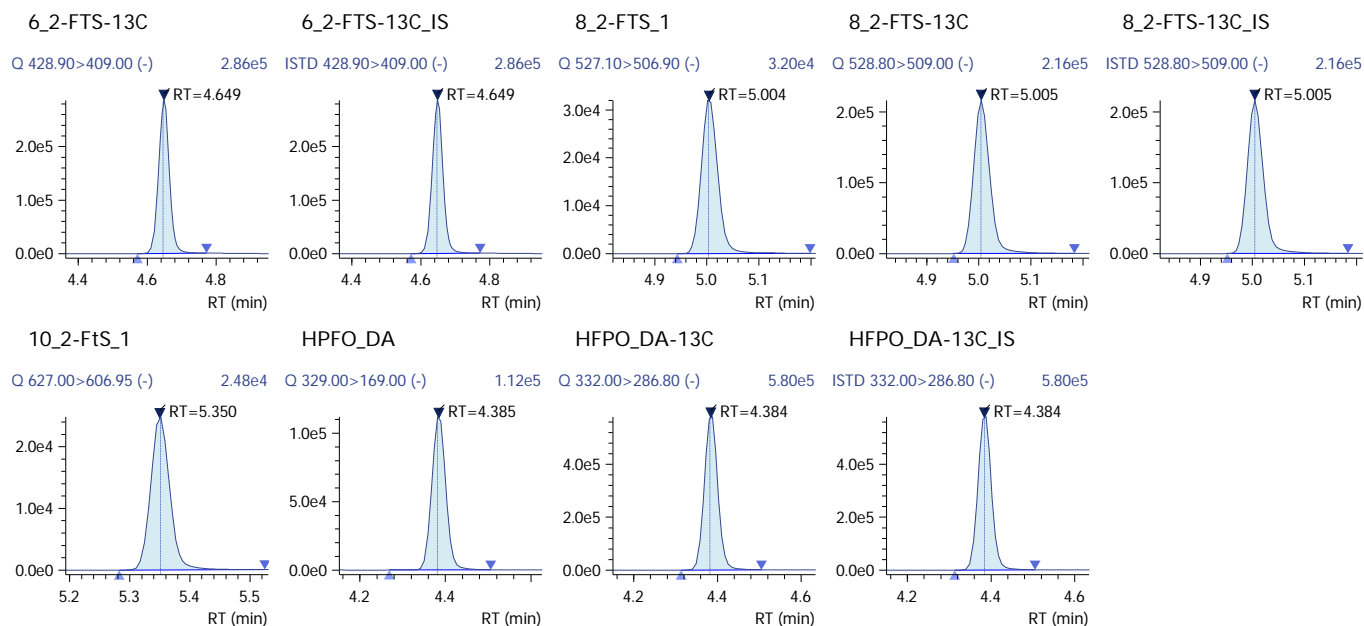 6_2-FTS-13C 6_2-FTS-13C_IS 8_2-FTS_1 8_2-FTS-13C 8_2-FTS-13C_IS
Q 428.90>409.00 (-) 2.86e5 ISTD 428.90>409.00 (-) 2.86e5 Q 527.10>506.90 (-) 3.20e4 Q 528.80>509.00 (-) 2.16e5 ISTD 528.80>509.00 (-) 2.16e5
RT=4.649 RT=4.649 RT=5.004 RT=5.005 RT=5.005
3.0e4 2.0e5 2.0e5
2.0e5 2.0e5 2.0e4
1.0e5 1.0e5 1.0e4 1.0e5 1.0e5
0.0e0 0.0e0 0.0e0 0.0e0 0.0e0
4.4 4.6 4.8 4.4 4.6 4.8 4.9 5.0 5.1 4.9 5.0 5.1 4.9 5.0 5.1
RT (min) RT (min) RT (min) RT (min) RT (min)
10_2-FtS_1 HPFO_DA HFPO_DA-13C HFPO_DA-13C_IS
Q 627.00>606.95 (-) 2.48e4 Q 329.00>169.00 (-) 1.12e5 Q 332.00>286.80 (-) 5.80e5 ISTD 332.00>286.80 (-) 5.80e5
RT=5.350 RT=4.385 RT=4.384 RT=4.384
2.0e4 1.0e5 4.0e5 4.0e5
1.0e4 5.0e4 2.0e5 2.0e5
0.0e0 0.0e0 0.0e0 0.0e0
5.2 5.3 5.4 5.5 4.2 4.4 4.2 4.4 4.6 4.2 4.4 4.6
RT (min) RT (min) RT (min) RT (min)